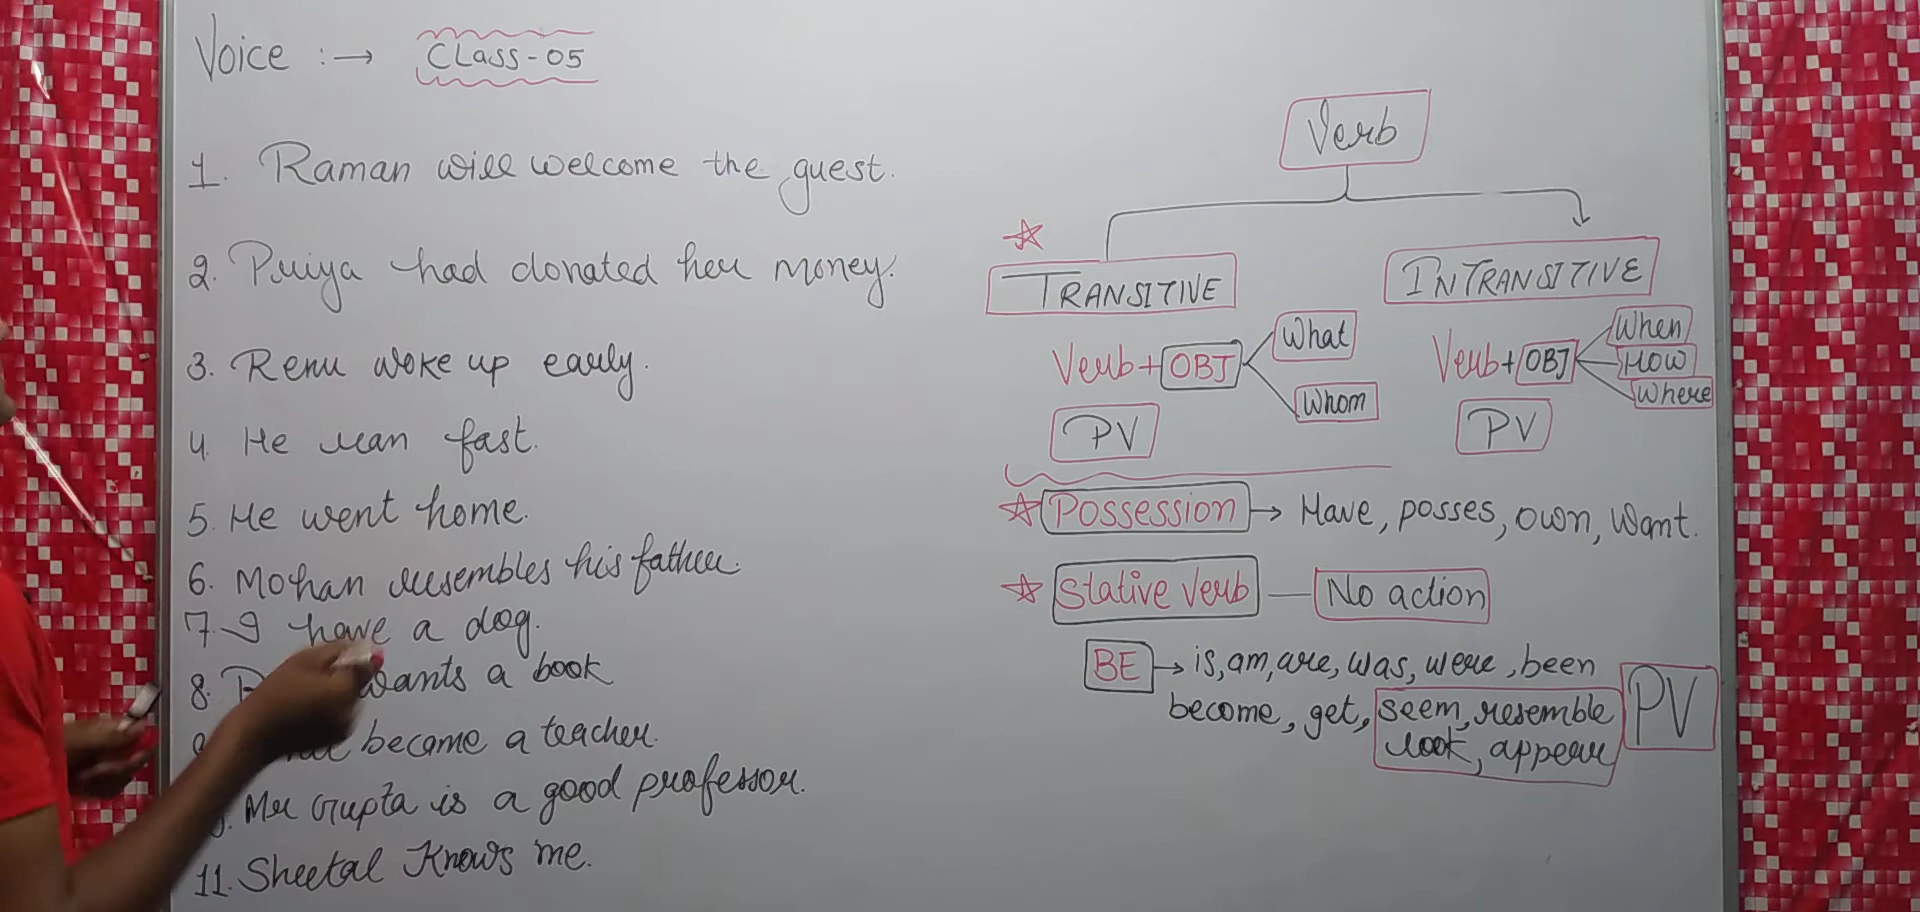 Voice :→ CLass-05
1. Raman will welcome the guest.
2. Priya had donated her money.
3. Renu woke up early.
4. He ran fast.
5. He went home.
6. Mohan resembles his father.
7. I have a dog.
8. wants a book
became a teacher.
Mr Gupta is a good professor.
11. Sheetal Knows me.
Verb
TRANSITIVE
INTRANSITIVE
Verb + OBJ
What
Whom
PV
Verb + OBJ
When
How
Where
PV
Possession → Have, posses, own, Want.
Stative verb — No action
BE → is, am, are, was, were, been
become, get, seem, resemble
look, appear
PV